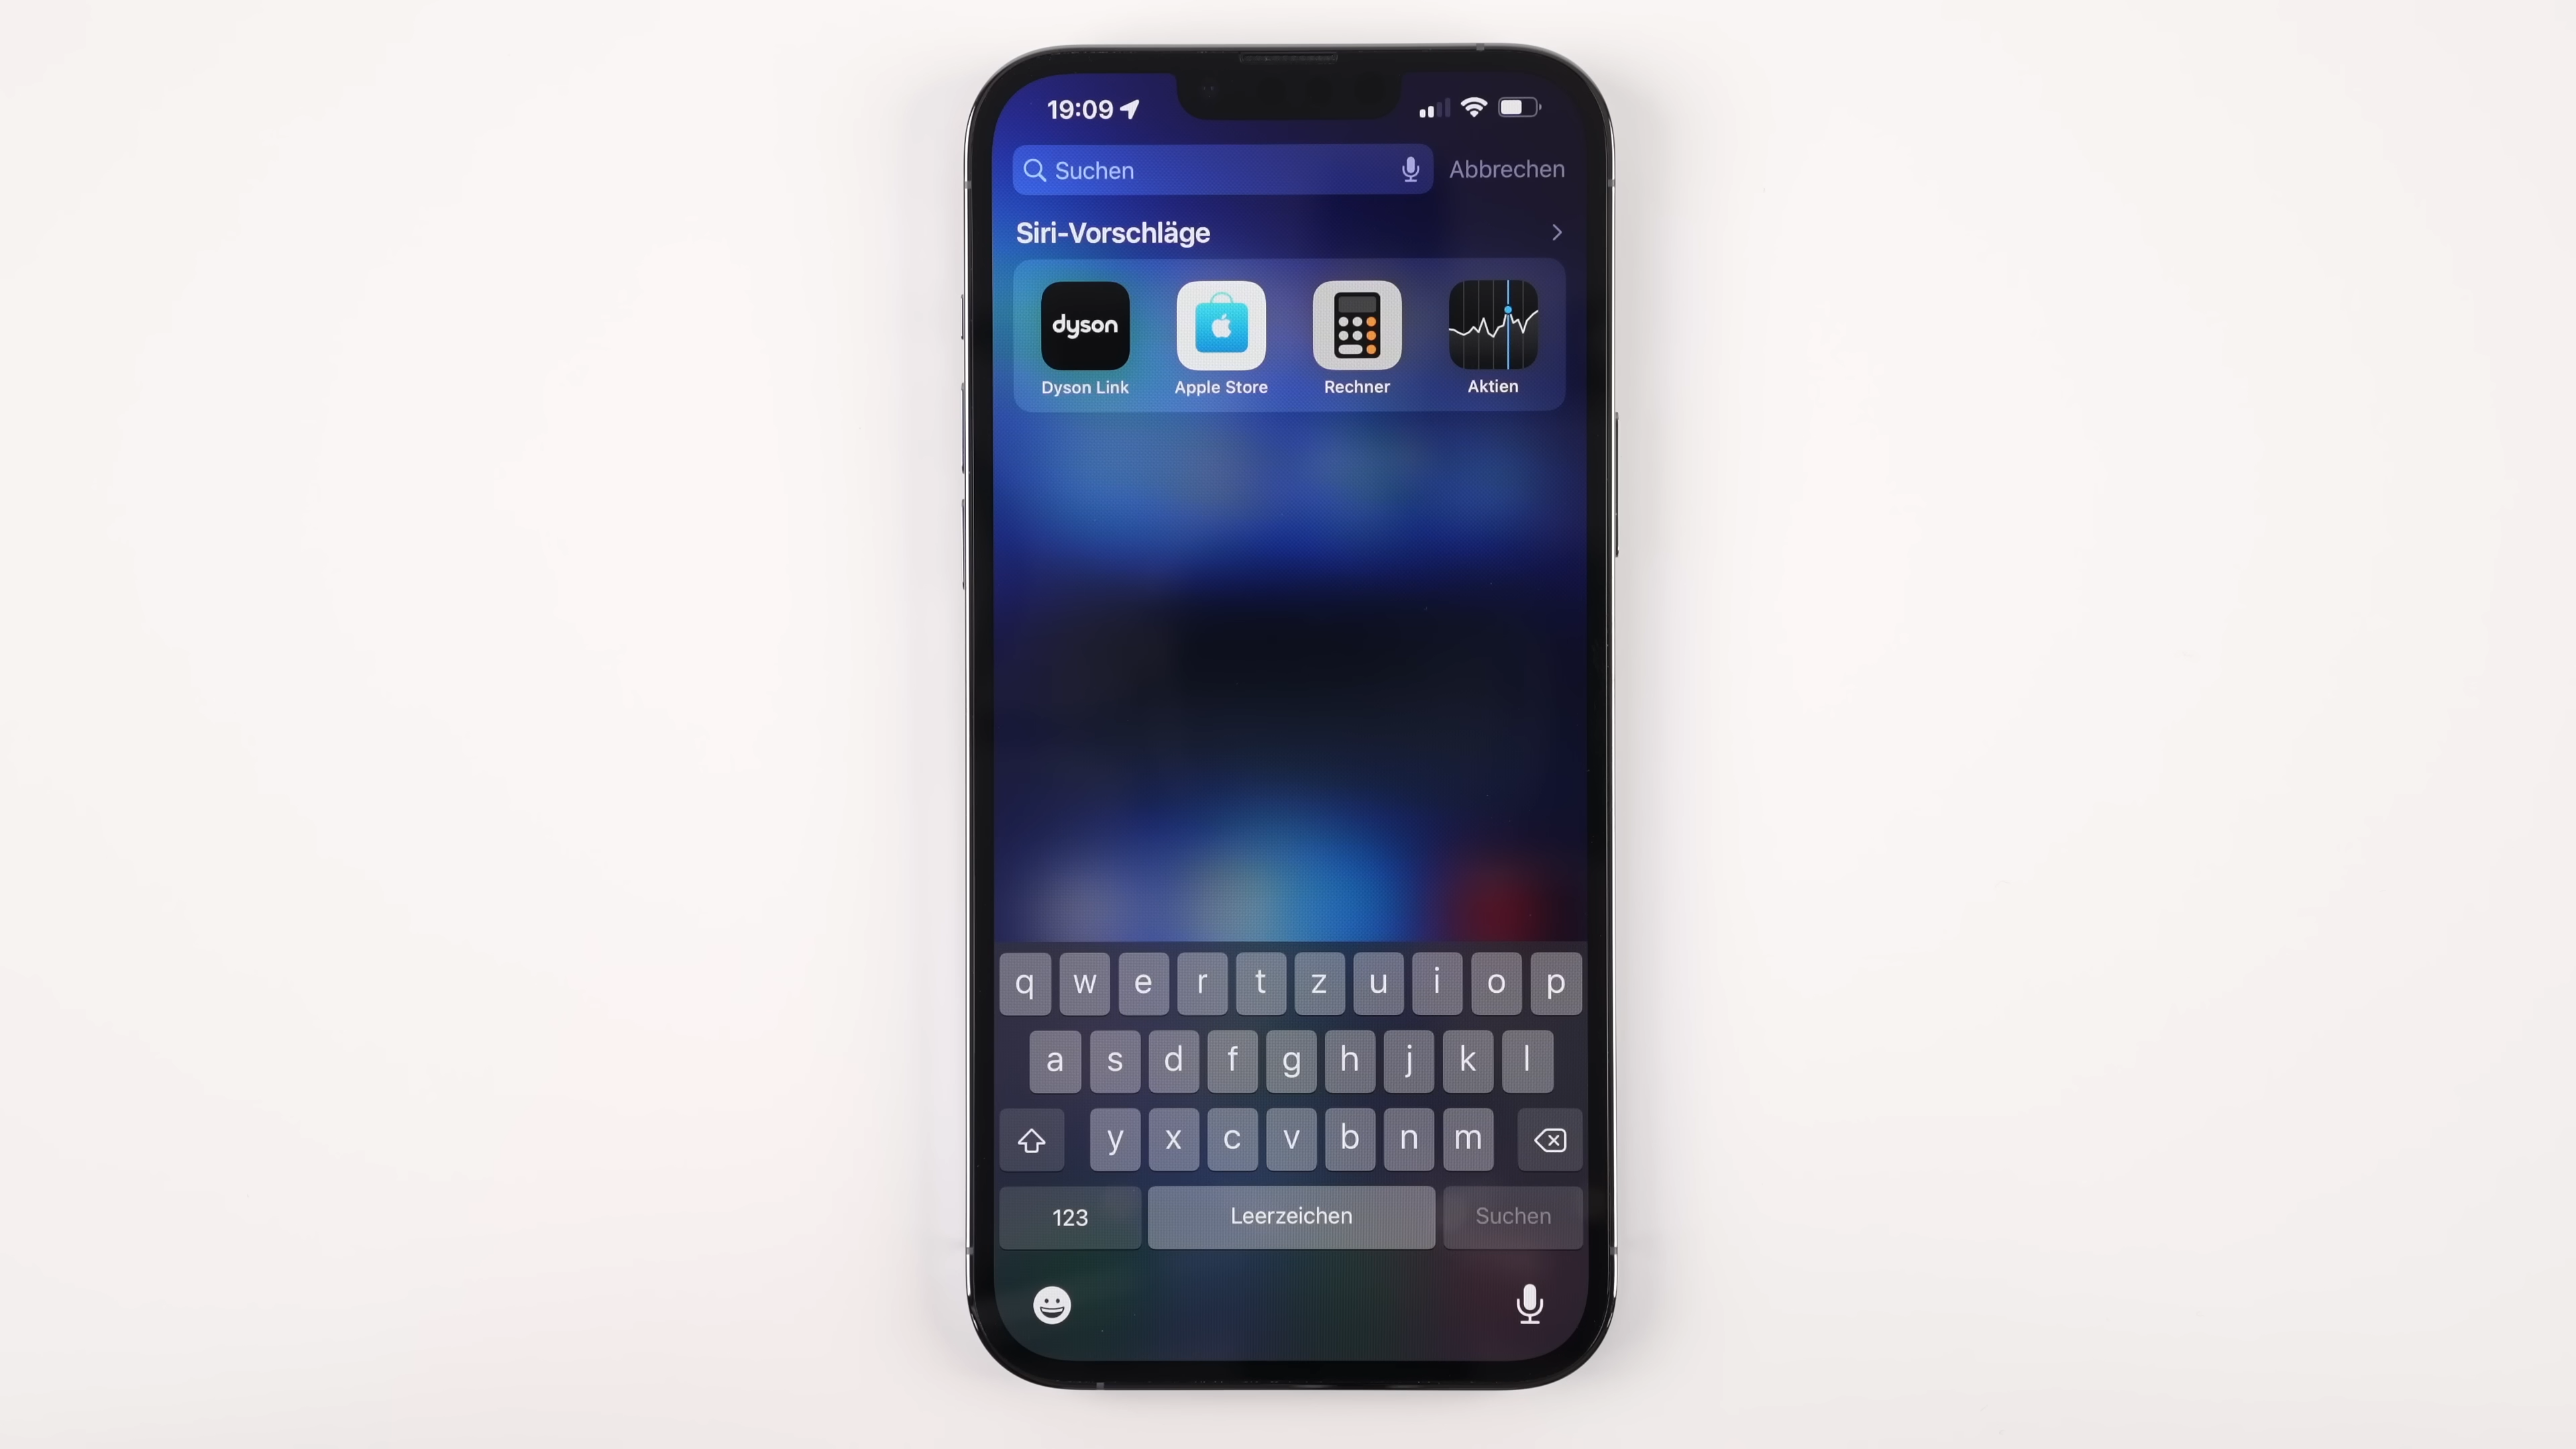 19:09
Suchen Abbrechen
Siri-Vorschläge
dyson
Dyson Link Apple Store Rechner Aktien
q w e r t z u i o p
a s d f g h j k l
y x c v b n m
123 Leerzeichen Suchen